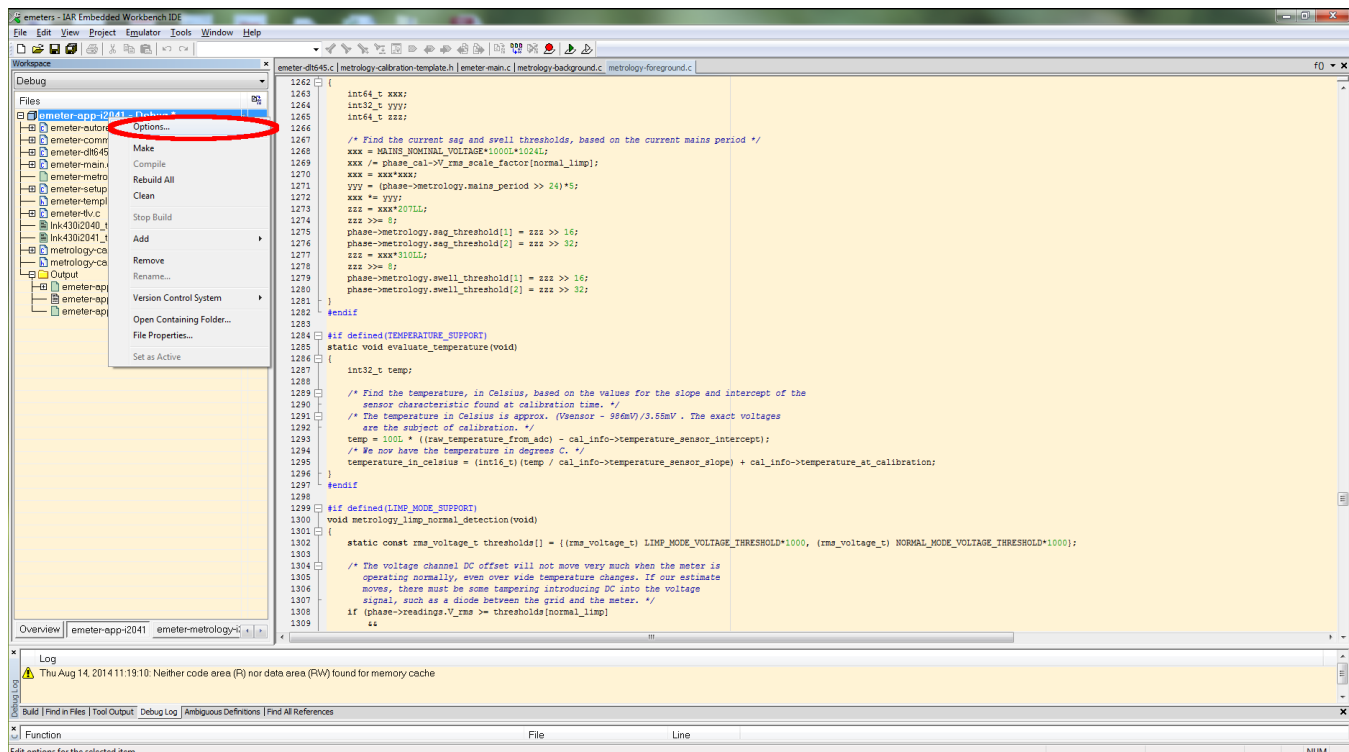 emeters - IAR Embedded Workbench IDE
File Edit View Project Emulator Tools Window Help
Workspace
Debug
Files
emeter-app-i2041 - Debug *
emeter-autore
emeter-comm
emeter-dlt645
emeter-main.
emeter-metro
emeter-setup
emeter-templ
emeter-tlv.c
lnk430i2040_t
lnk430i2041_t
metrology-ca
metrology-ca
Output
emeter-app
emeter-app
emeter-app
Options...
Make
Compile
Rebuild All
Clean
Stop Build
Add
Remove
Rename...
Version Control System
Open Containing Folder...
File Properties...
Set as Active
Overview emeter-app-i2041 emeter-metrology-i2
emeter-dlt645.c | metrology-calibration-template.h | emeter-main.c | metrology-background.c metrology-foreground.c f()
1262 {
1263 int64_t xxx;
1264 int32_t yyy;
1265 int64_t zzz;
1266
1267 /* Find the current sag and swell thresholds, based on the current mains period */
1268 xxx = MAINS_NOMINAL_VOLTAGE*1000L*1024L;
1269 xxx /= phase_cal->V_rms_scale_factor[normal_limp];
1270 xxx = xxx*xxx;
1271 yyy = (phase->metrology.mains_period >> 24)*5;
1272 xxx *= yyy;
1273 zzz = xxx*207LL;
1274 zzz >>= 8;
1275 phase->metrology.sag_threshold[1] = zzz >> 16;
1276 phase->metrology.sag_threshold[2] = zzz >> 32;
1277 zzz = xxx*310LL;
1278 zzz >>= 8;
1279 phase->metrology.swell_threshold[1] = zzz >> 16;
1280 phase->metrology.swell_threshold[2] = zzz >> 32;
1281 }
1282 #endif
1283
1284 #if defined(TEMPERATURE_SUPPORT)
1285 static void evaluate_temperature(void)
1286 {
1287 int32_t temp;
1288
1289 /* Find the temperature, in Celsius, based on the values for the slope and intercept of the
1290 sensor characteristic found at calibration time. */
1291 /* The temperature in Celsius is approx. (Vsensor - 986mV)/3.55mV . The exact voltages
1292 are the subject of calibration. */
1293 temp = 100L * ((raw_temperature_from_adc) - cal_info->temperature_sensor_intercept);
1294 /* We now have the temperature in degrees C. */
1295 temperature_in_celsius = (int16_t)(temp / cal_info->temperature_sensor_slope) + cal_info->temperature_at_calibration;
1296 }
1297 #endif
1298
1299 #if defined(LIMP_MODE_SUPPORT)
1300 void metrology_limp_normal_detection(void)
1301 {
1302 static const rms_voltage_t thresholds[] = {(rms_voltage_t) LIMP_MODE_VOLTAGE_THRESHOLD*1000, (rms_voltage_t) NORMAL_MODE_VOLTAGE_THRESHOLD*1000};
1303
1304 /* The voltage channel DC offset will not move very much when the meter is
1305 operating normally, even over wide temperature changes. If our estimate
1306 moves, there must be some tampering introducing DC into the voltage
1307 signal, such as a diode between the grid and the meter. */
1308 if (phase->readings.V_rms >= thresholds[normal_limp]
1309 &&
Debug Log
Log
Thu Aug 14, 2014 11:19:10: Neither code area (R) nor data area (RW) found for memory cache
Build | Find in Files | Tool Output Debug Log Ambiguous Definitions | Find All References
Function File Line
Edit options for the selected item NUM